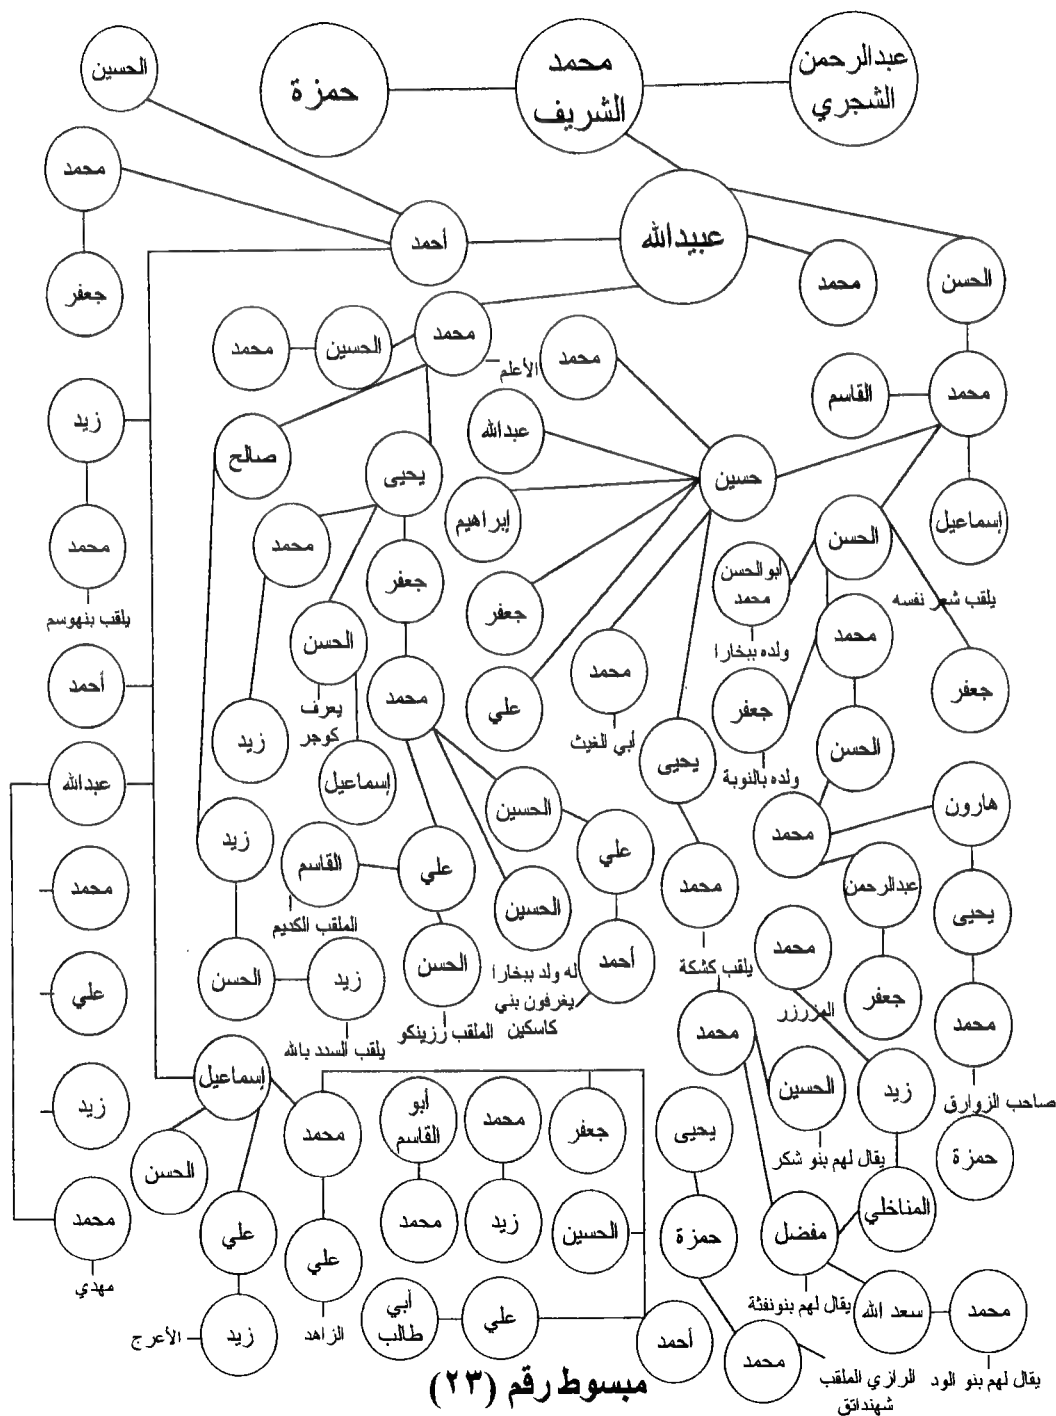 عبدالرحمن
الشجري
محمد
الشريف
حمزة
الحسين
محمد
عبيدالله
أحمد
الحسن
محمد
جعفر
محمد
الأعلم
الحسين
محمد
محمد
محمد
القاسم
زيد
عبدالله
صالح
يحيى
حسين
إسماعيل
إبراهيم
الحسن
محمد
محمد
يلقب بنهوسم
جعفر
أبو الحسن
محمد
يلقب شعر نفسه
جعفر
محمد
ولده ببخارا
الحسن
يعرف
كوجر
محمد
محمد
أبي الغيث
علي
جعفر
ولده بالنوبة
جعفر
أحمد
زيد
الحسن
يحيى
عبدالله
إسماعيل
الحسين
هارون
محمد
زيد
علي
القاسم
الملقب الكديم
علي
محمد
يلقب كشكة
عبدالرحمن
يحيى
محمد
الحسين
له ولد ببخارا
يغرفون بني
كاسكين
أحمد
محمد
المزرزر
الحسن
زيد
يلقب السدد بالله
الحسن
الملقب رزينكو
جعفر
محمد
صاحب الزوارق
علي
محمد
إسماعيل
الحسين
يقال لهم بنو شكر
زيد
زيد
محمد
أبو
القاسم
محمد
جعفر
يحيى
حمزة
الحسن
المناخلي
محمد
مهدي
علي
علي
الزاهد
محمد
زيد
الحسين
حمزة
مفضل
يقال لهم بنونفثة
سعد الله
محمد
يقال لهم بنو الود
زيد
الأعرج
أبي
طالب
علي
أحمد
محمد
الرازي الملقب
شهنداتق
مبسوط رقم (٢٣)